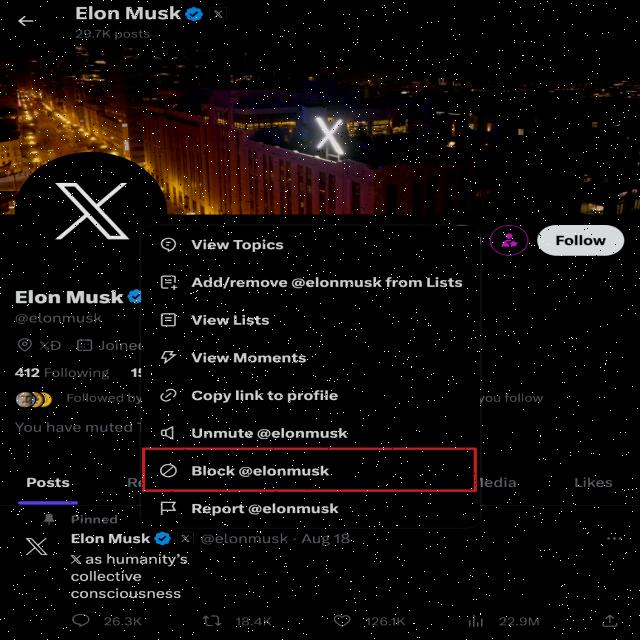 Elon Musk
29.7K posts
Follow
View Topics
Add/remove @elonmusk from Lists
View Lists
View Moments
Copy link to profile
Unmute @elonmusk
Block @elonmusk
Report @elonmusk
Elon Musk
@elonmusk
Joined
412 Following
Followed by you follow
You have muted
Posts Media Likes
Pinned
Elon Musk @elonmusk · Aug 18
X as humanity's
collective
consciousness
26.3K 18.4K 126.1K 22.9M